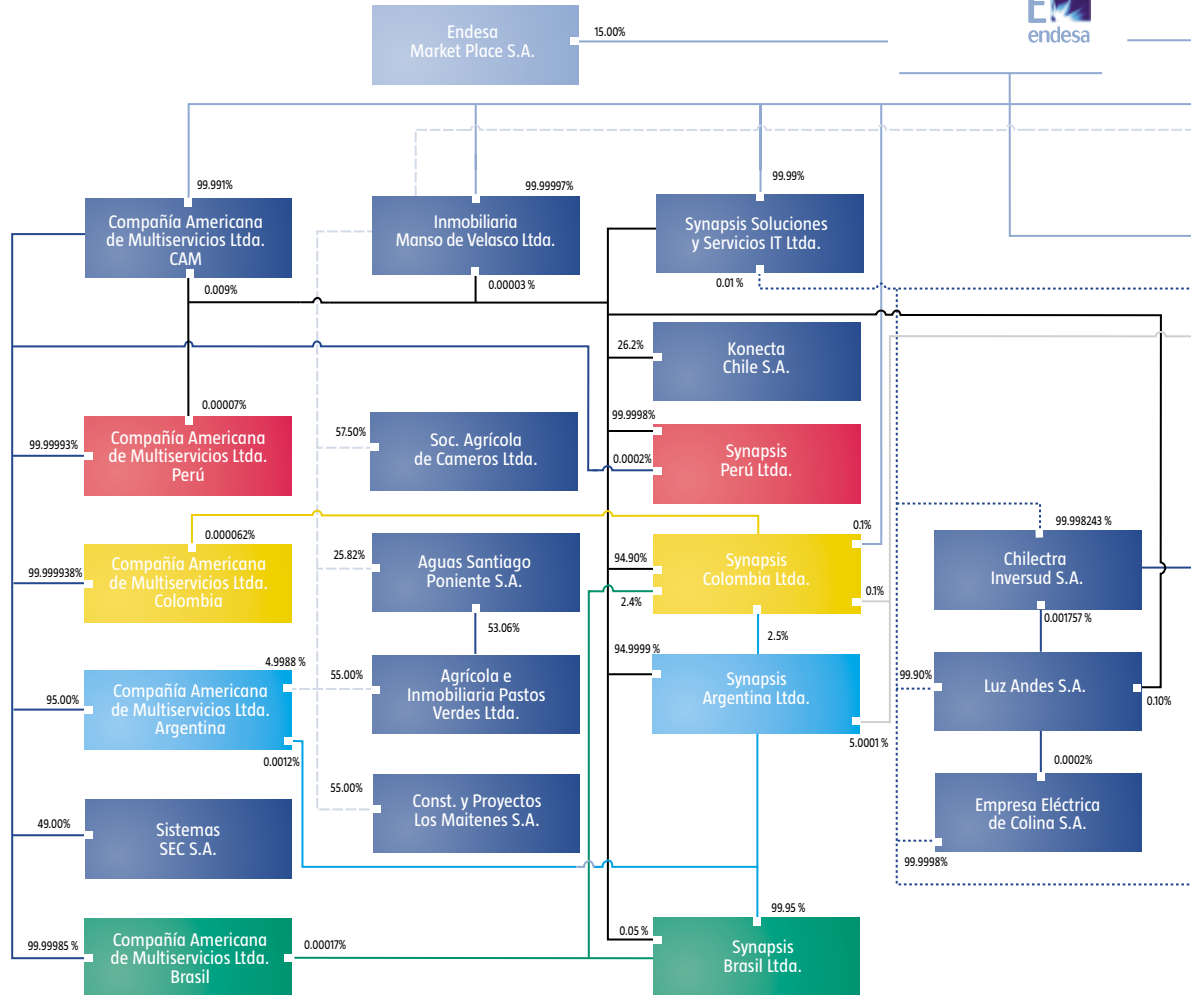 Endesa
Market Place S.A.
15.00%
endesa
99.991%
99.99997%
99.99%
Compañía Americana
de Multiservicios Ltda.
CAM
Inmobiliaria
Manso de Velasco Ltda.
Synapsis Soluciones
y Servicios IT Ltda.
0.009%
0.00003 %
0.01 %
26.2%
Konecta
Chile S.A.
0.00007%
99.99993%
Compañía Americana
de Multiservicios Ltda.
Perú
57.50%
Soc. Agrícola
de Cameros Ltda.
99.9998%
0.0002%
Synapsis
Perú Ltda.
0.000062%
99.999938%
Compañía Americana
de Multiservicios Ltda.
Colombia
25.82%
Aguas Santiago
Poniente S.A.
53.06%
94.90%
2.4%
Synapsis
Colombia Ltda.
0.1%
0.1%
2.5%
99.998243%
Chilectra
Inversud S.A.
0.001757%
4.9988 %
95.00%
Compañía Americana
de Multiservicios Ltda.
Argentina
0.0012%
55.00%
Agrícola e
Inmobiliaria Pastos
Verdes Ltda.
94.9999 %
Synapsis
Argentina Ltda.
5.0001 %
99.90%
Luz Andes S.A.
0.10%
0.0002%
49.00%
Sistemas
SEC S.A.
55.00%
Const. y Proyectos
Los Maitenes S.A.
Empresa Eléctrica
de Colina S.A.
99.9998%
99.99985 %
Compañía Americana
de Multiservicios Ltda.
Brasil
0.00017%
0.05 %
99.95 %
Synapsis
Brasil Ltda.